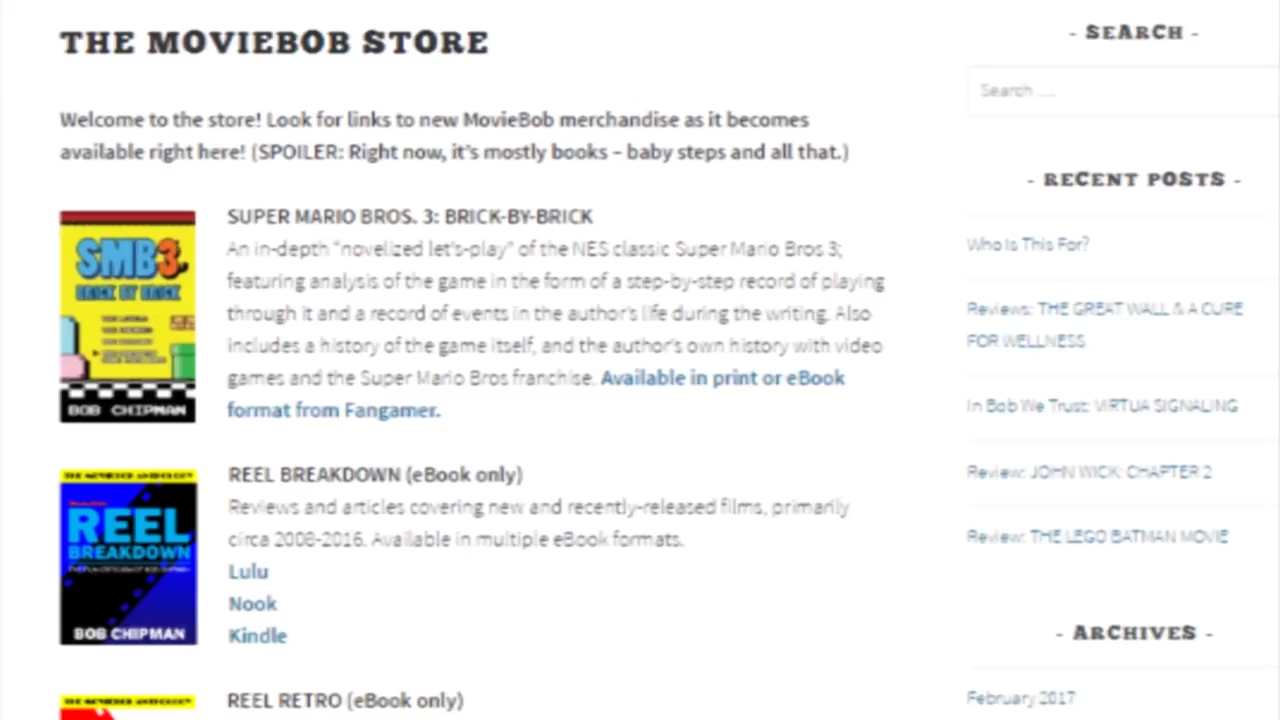 THE MOVIEBOB STORE
Welcome to the store! Look for links to new MovieBob merchandise as it becomes
available right here! (SPOILER: Right now, it's mostly books – baby steps and all that.)
SMB3
BRICK BY BRICK
BOB CHIPMAN
SUPER MARIO BROS. 3: BRICK-BY-BRICK
An in-depth "novelized let's-play" of the NES classic Super Mario Bros 3;
featuring analysis of the game in the form of a step-by-step record of playing
through it and a record of events in the author's life during the writing. Also
includes a history of the game itself, and the author's own history with video
games and the Super Mario Bros franchise. Available in print or eBook
format from Fangamer.
THE MOVIEBOB ANTHOLOGY
REEL
BREAKDOWN
BOB CHIPMAN
REEL BREAKDOWN (eBook only)
Reviews and articles covering new and recently-released films, primarily
circa 2008-2016. Available in multiple eBook formats.
Lulu
Nook
Kindle
THE MOVIEBOB ANTHOLOGY
REEL RETRO (eBook only)
- SEARCH -
Search ....
- RECENT POSTS -
Who Is This For?
Reviews: THE GREAT WALL & A CURE
FOR WELLNESS
In Bob We Trust: VIRTUA SIGNALING
Review: JOHN WICK: CHAPTER 2
Review: THE LEGO BATMAN MOVIE
- ARCHIVES -
February 2017